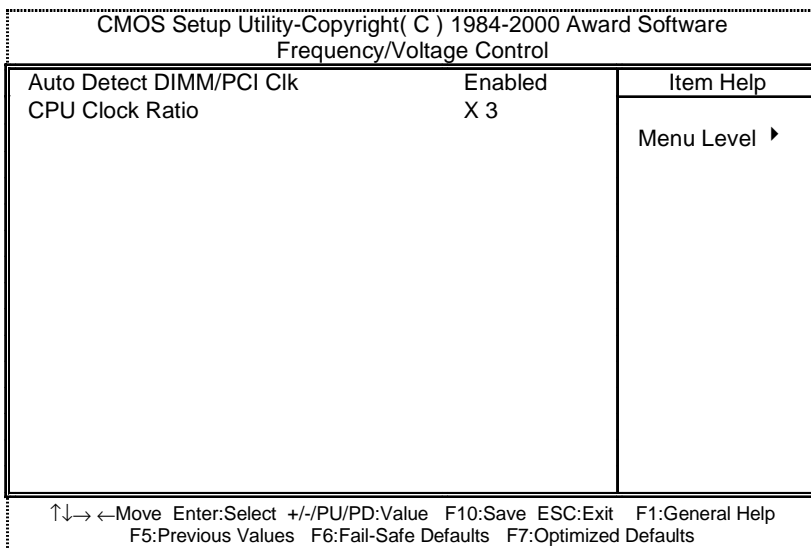 CMOS Setup Utility-Copyright( C ) 1984-2000 Award Software
Frequency/Voltage Control
Auto Detect DIMM/PCI Clk Enabled
CPU Clock Ratio X 3
Item Help
Menu Level ▶
↑↓→ ←Move Enter:Select +/-/PU/PD:Value F10:Save ESC:Exit F1:General Help
F5:Previous Values F6:Fail-Safe Defaults F7:Optimized Defaults